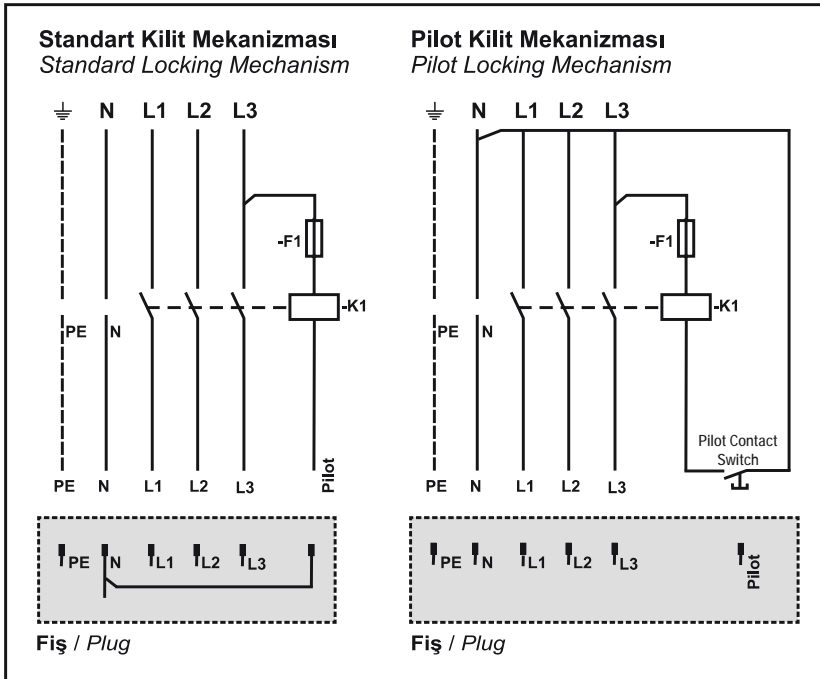 Standart Kilit Mekanizması
Standard Locking Mechanism
N L1 L2 L3
-F1
-K1
PE N
Pilot
PE N L1 L2 L3
PE N L1 L2 L3
Fiş / Plug
Pilot Kilit Mekanizması
Pilot Locking Mechanism
N L1 L2 L3
-F1
-K1
PE N
Pilot Contact
Switch
PE N L1 L2 L3
PE N L1 L2 L3
Pilot
Fiş / Plug